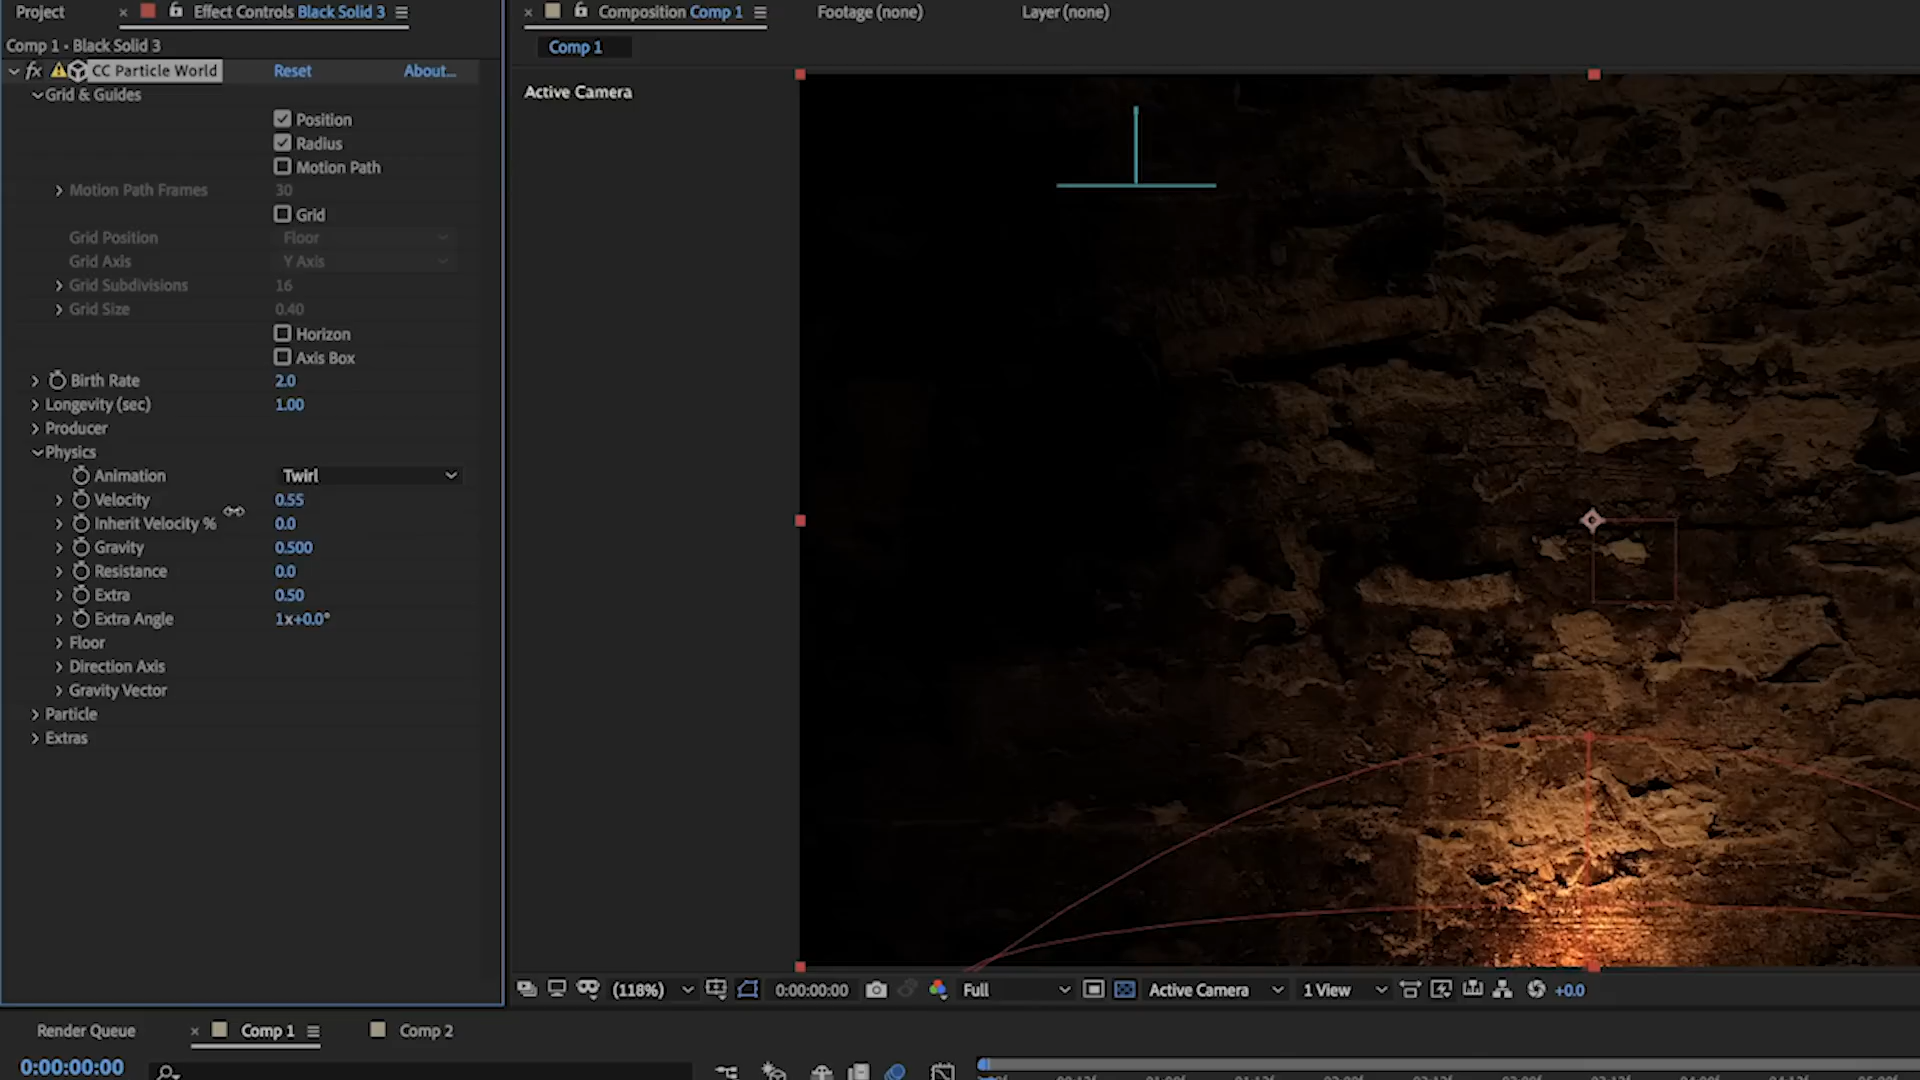 Project × Effect Controls Black Solid 3 × Composition Comp 1 Footage (none) Layer (none)
Comp 1 • Black Solid 3
Comp 1
fx CC Particle World Reset About...
Active Camera
Grid & Guides
Position
Radius
Motion Path
Motion Path Frames 30
Grid
Grid Position Floor
Grid Axis Y Axis
Grid Subdivisions 16
Grid Size 0.40
Horizon
Axis Box
Birth Rate 2.0
Longevity (sec) 1.00
Producer
Physics
Animation Twirl
Velocity 0.55
Inherit Velocity % 0.0
Gravity 0.500
Resistance 0.0
Extra 0.50
Extra Angle 1x+0.0°
Floor
Direction Axis
Gravity Vector
Particle
Extras
(118%) 0:00:00:00 Full Active Camera 1 View +0.0
Render Queue × Comp 1 Comp 2
0:00:00:00